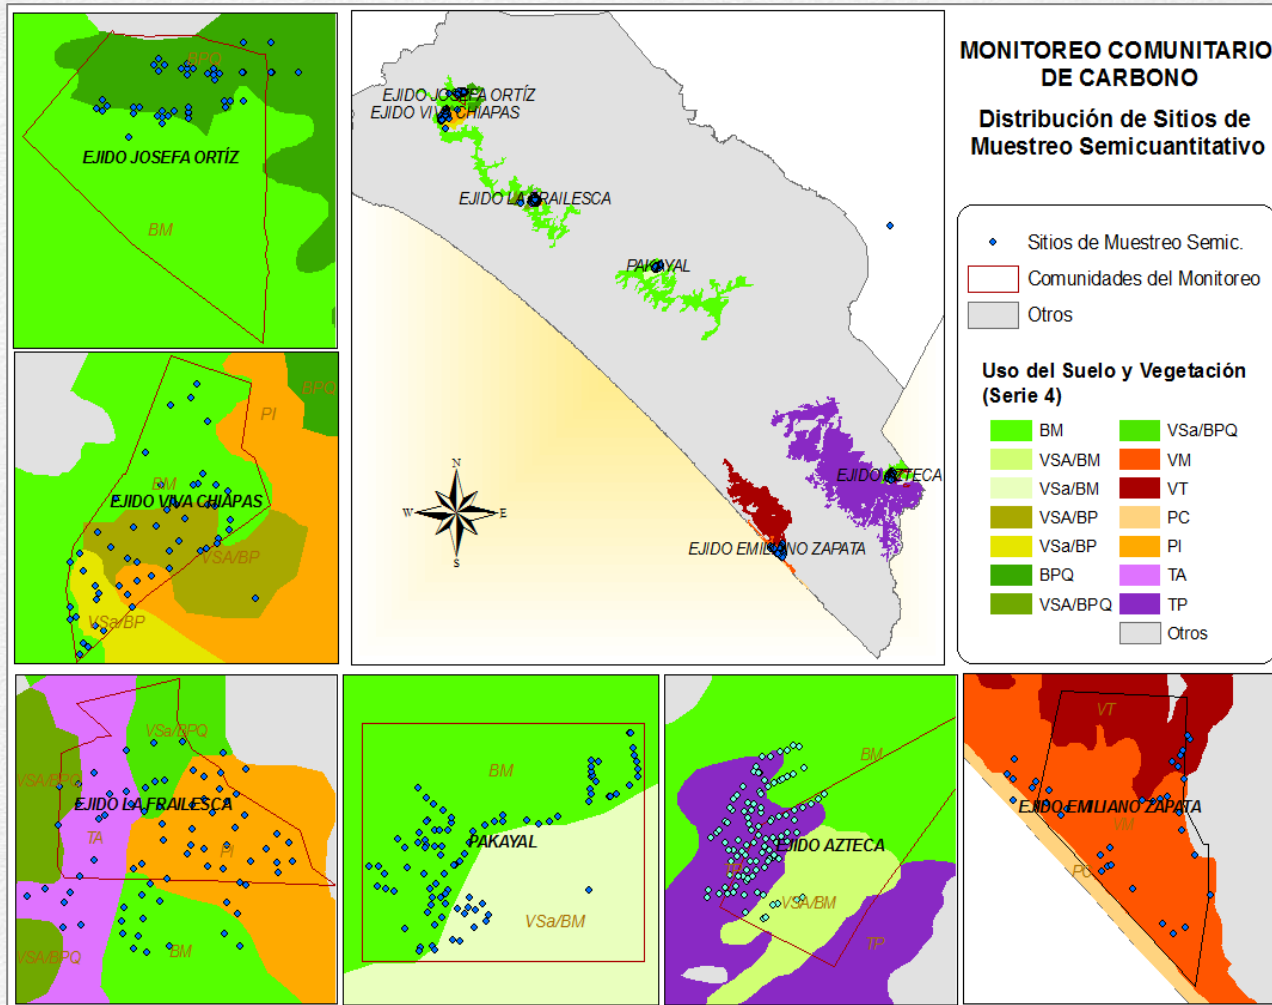 MONITOREO COMUNITARIO
DE CARBONO
Distribución de Sitios de
Muestreo Semicuantitativo
Sitios de Muestreo Semic.
Comunidades del Monitoreo
Otros
Uso del Suelo y Vegetación
(Serie 4)
BM
VSA/BM
VSa/BM
VSA/BP
VSa/BP
BPQ
VSA/BPQ
VSa/BPQ
VM
VT
PC
PI
TA
TP
Otros
BPQ
EJIDO JOSEFA ORTÍZ
BM
EJIDO JOSEFA ORTÍZ
EJIDO VIVA CHIAPAS
EJIDO LA FRAILESCA
PAKAYAL
EJIDO AZTECA
EJIDO EMILIANO ZAPATA
N
W
E
S
BPQ
PI
BM
EJIDO VIVA CHIAPAS
VSA/BP
VSa/BP
VSa/BPQ
VSA/BPQ
EJIDO LA FRAILESCA
TA
PI
BM
VSA/BPQ
BM
PAKAYAL
VSa/BM
BM
EJIDO AZTECA
VSA/BM
TP
VT
EJIDO EMILIANO ZAPATA
VM
PC